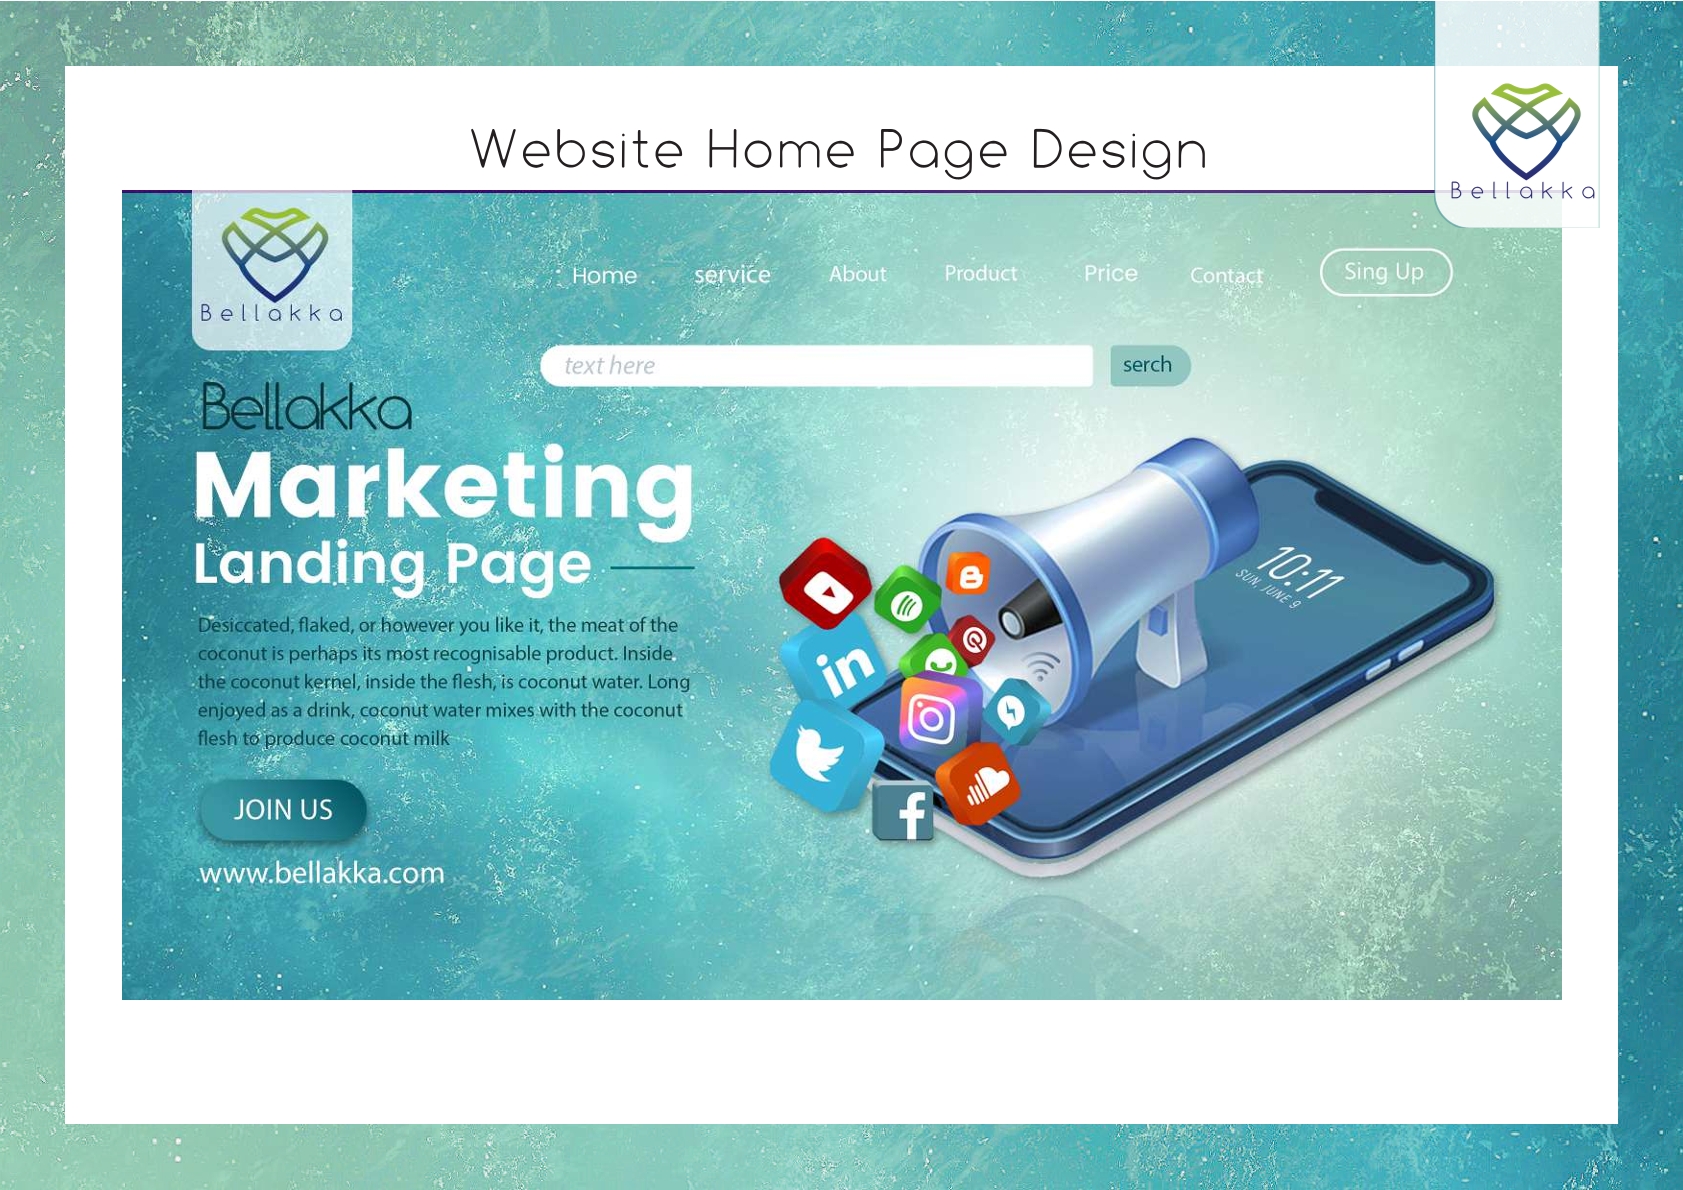 Website Home Page Design
Bellakka
Bellakka
Home service About Product Price Contact Sing Up
text here serch
Bellakka
Marketing
Landing Page
Desiccated, flaked, or however you like it, the meat of the
coconut is perhaps its most recognisable product. Inside
the coconut kernel, inside the flesh, is coconut water. Long
enjoyed as a drink, coconut water mixes with the coconut
flesh to produce coconut milk
10:11
SUN, JUNE 9
in
f
JOIN US
www.bellakka.com